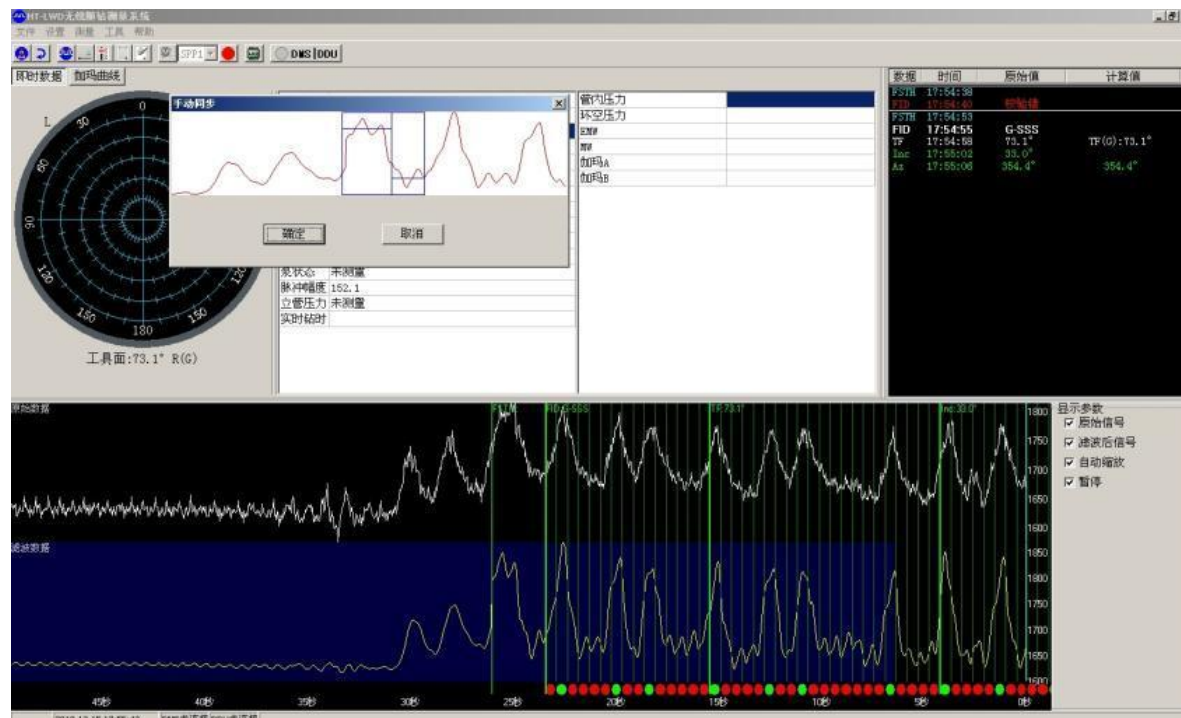 HT-LWD无线随钻测量系统
文件 设置 测量 工具 帮助
SPP1 DMS|DDU
即时数据 伽玛曲线
手动同步
确定 取消
0
L 30
60
90
120 120
150 150
180
工具面:73.1° R(G)
泵状态 未测量
脉冲幅度 152.1
立管压力 未测量
实时钻时
管内压力
环空压力
EMW
MW
伽玛A
伽玛B
数据 时间 原始值 计算值
FSTH 17:54:38
FID 17:54:40 校验错
FSTH 17:54:53
FID 17:54:55 G-SSS
TF 17:54:58 73.1° TF(G):73.1°
Inc 17:55:02 33.0°
Az 17:55:06 354.4° 354.4°
原始数据 FSTH FID:G-SSS TF:73.1° Inc:33.0°
1800
1750
1700
1650
1600
滤波数据
1850
1800
1750
1700
1650
1600
45秒 40秒 35秒 30秒 25秒 20秒 15秒 10秒 5秒 0秒
显示参数
原始信号
滤波后信号
自动缩放
暂停